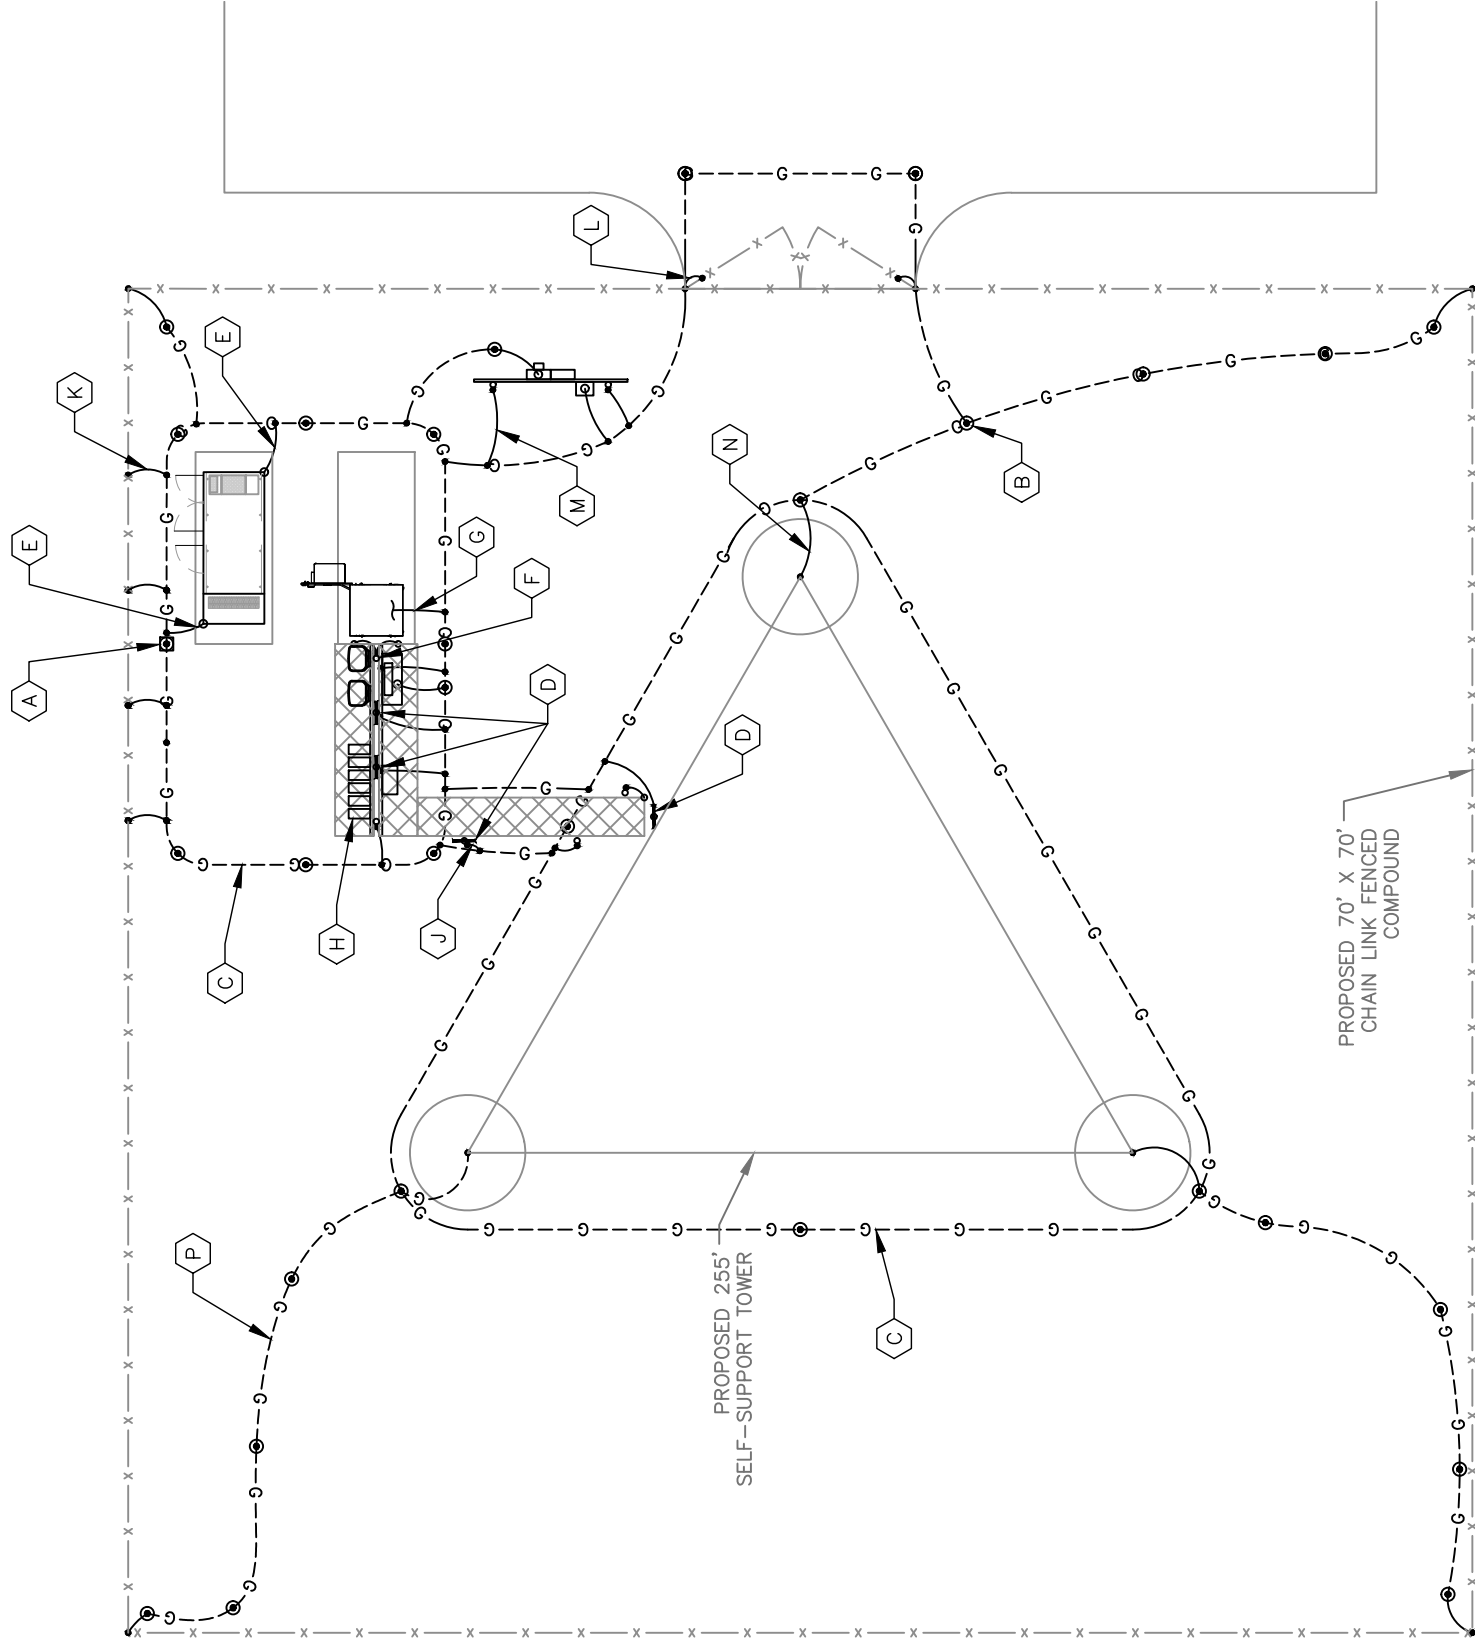 PROPOSED 70' X 70'
CHAIN LINK FENCED
COMPOUND
PROPOSED 255'
SELF-SUPPORT TOWER
A
E
K
E
L
C
H
J
D
F
G
M
N
B
D
P
C